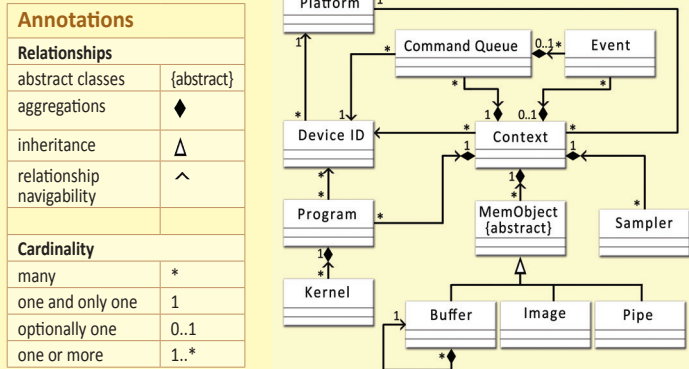 Annotations
Relationships
abstract classes {abstract}
aggregations
inheritance
relationship
navigability
Cardinality
many *
one and only one 1
optionally one 0..1
one or more 1..*
Platform
1
1
Command Queue
*
0..1
*
Event
*
*
*
1
1
0..1
Device ID
*
Context
*
1
1
*
*
1
*
Program
*
MemObject
{abstract}
*
Sampler
1
*
Kernel
1
Buffer
Image
Pipe
*